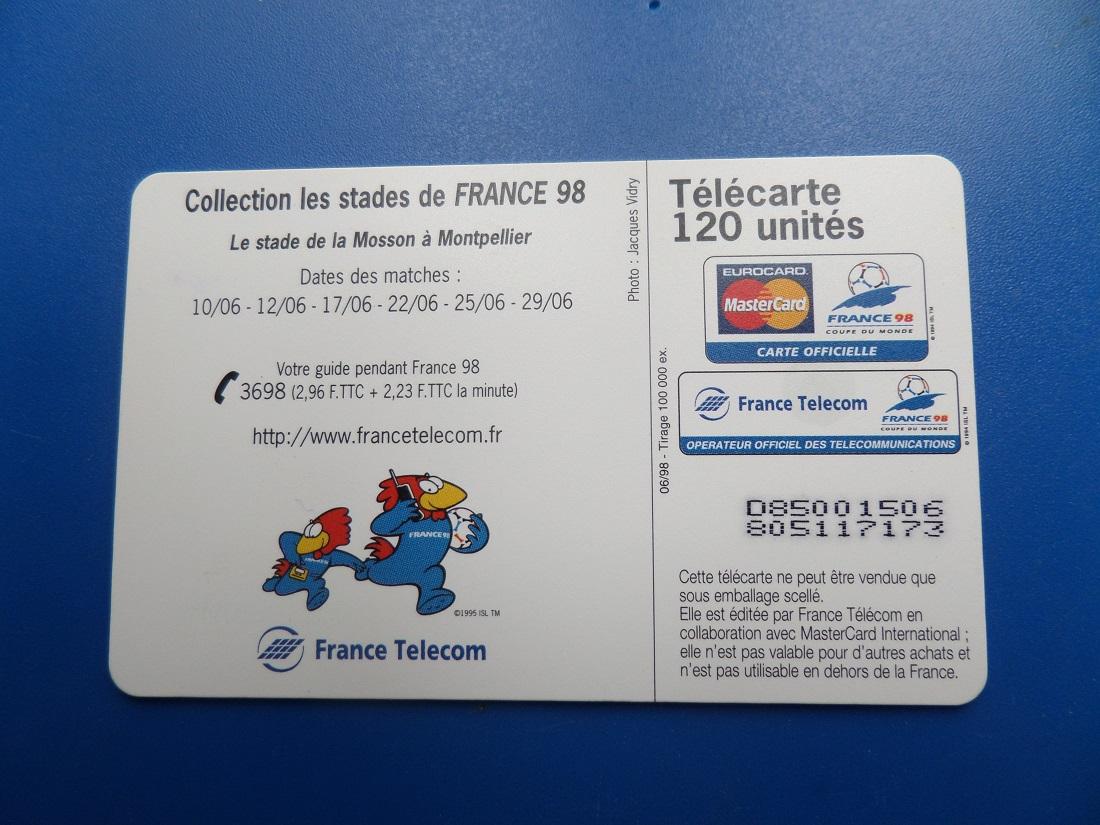 Collection les stades de FRANCE 98
Le stade de la Mosson à Montpellier
Dates des matches :
10/06 - 12/06 - 17/06 - 22/06 - 25/06 - 29/06
Votre guide pendant France 98
3698 (2,96 F.TTC + 2,23 F.TTC la minute)
http://www.francetelecom.fr
FRANCE 98
©1995 ISL TM
France Telecom
Photo : Jacques Vidry
Télécarte
120 unités
EUROCARD
MasterCard
FRANCE 98
COUPE DU MONDE
© 1994 ISL TM
CARTE OFFICIELLE
France Telecom
FRANCE 98
COUPE DU MONDE
© 1994 ISL TM
OPERATEUR OFFICIEL DES TELECOMMUNICATIONS
06/98 - Tirage 100 000 ex.
D85001506
805117173
Cette télécarte ne peut être vendue que
sous emballage scellé.
Elle est éditée par France Télécom en
collaboration avec MasterCard International ;
elle n'est pas valable pour d'autres achats et
n'est pas utilisable en dehors de la France.